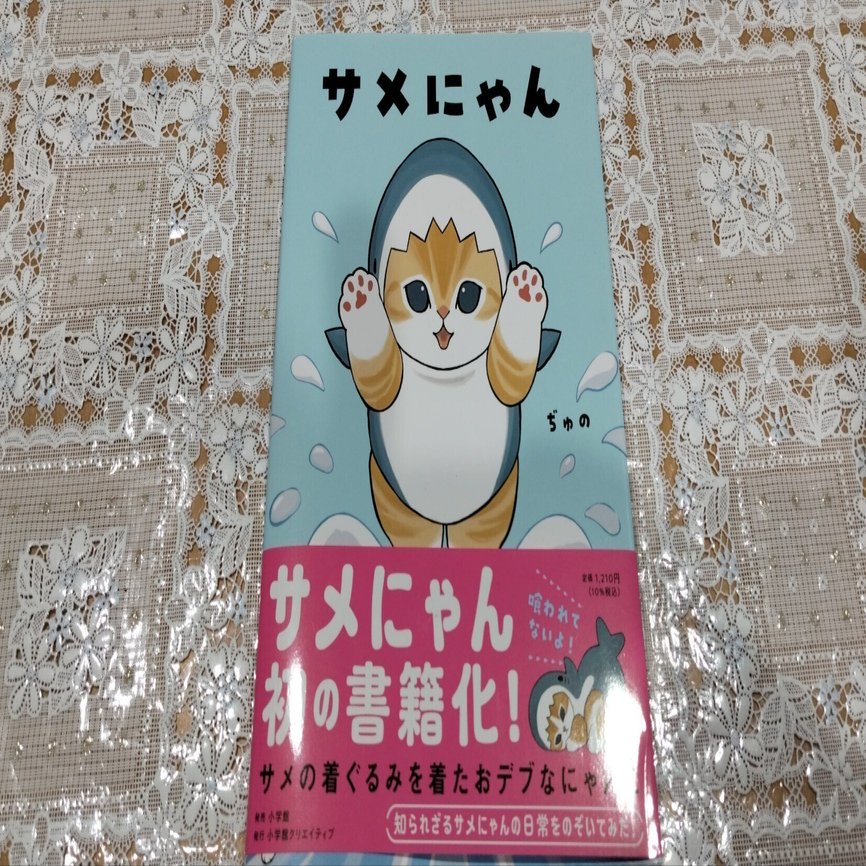 サメにゃん
ぢゅの
定価 1,210円
(10%税込)
サメにゃん
初の書籍化!
喰われて
ないよ!
サメの着ぐるみを着たおデブなにゃ
発売 小学館
発行 小学館クリエイティブ
知られざるサメにゃんの日常をのぞいてみた!